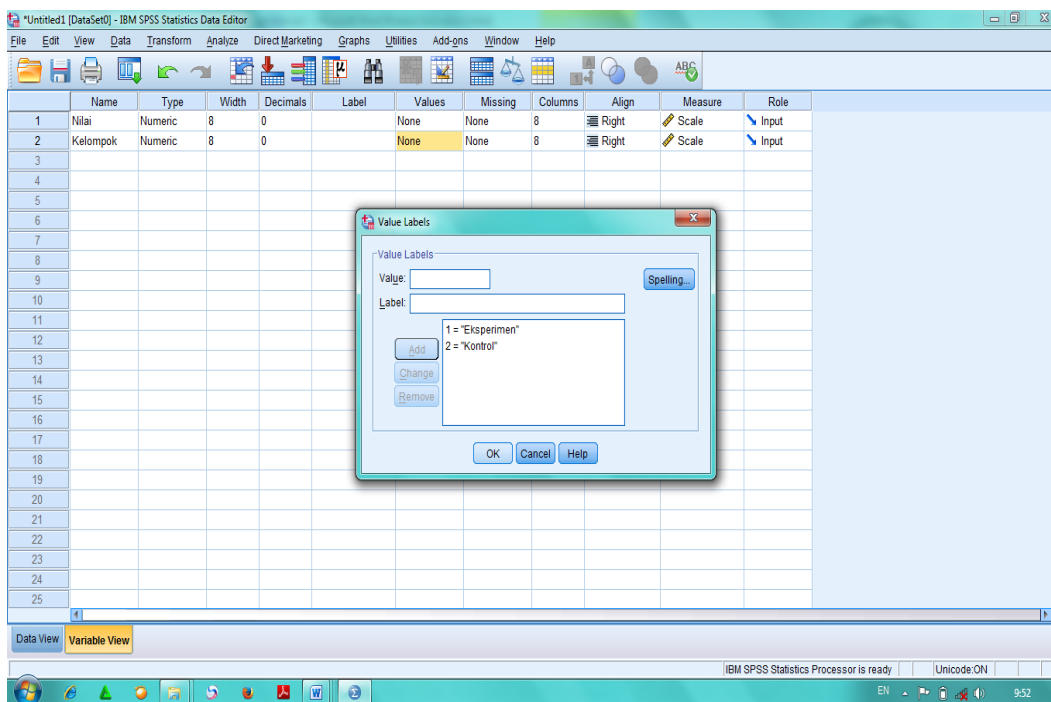 *Untitled1 [DataSet0] - IBM SPSS Statistics Data Editor
File Edit View Data Transform Analyze Direct Marketing Graphs Utilities Add-ons Window Help
Name Type Width Decimals Label Values Missing Columns Align Measure Role
1 Nilai Numeric 8 0 None None 8 Right Scale Input
2 Kelompok Numeric 8 0 None None 8 Right Scale Input
3
4
5
6
7
8
9
10
11
12
13
14
15
16
17
18
19
20
21
22
23
24
25
Value Labels
Value Labels
Value:
Spelling...
Label:
1 = "Eksperimen"
2 = "Kontrol"
Add
Change
Remove
OK Cancel Help
Data View Variable View
IBM SPSS Statistics Processor is ready Unicode:ON
EN 9:52